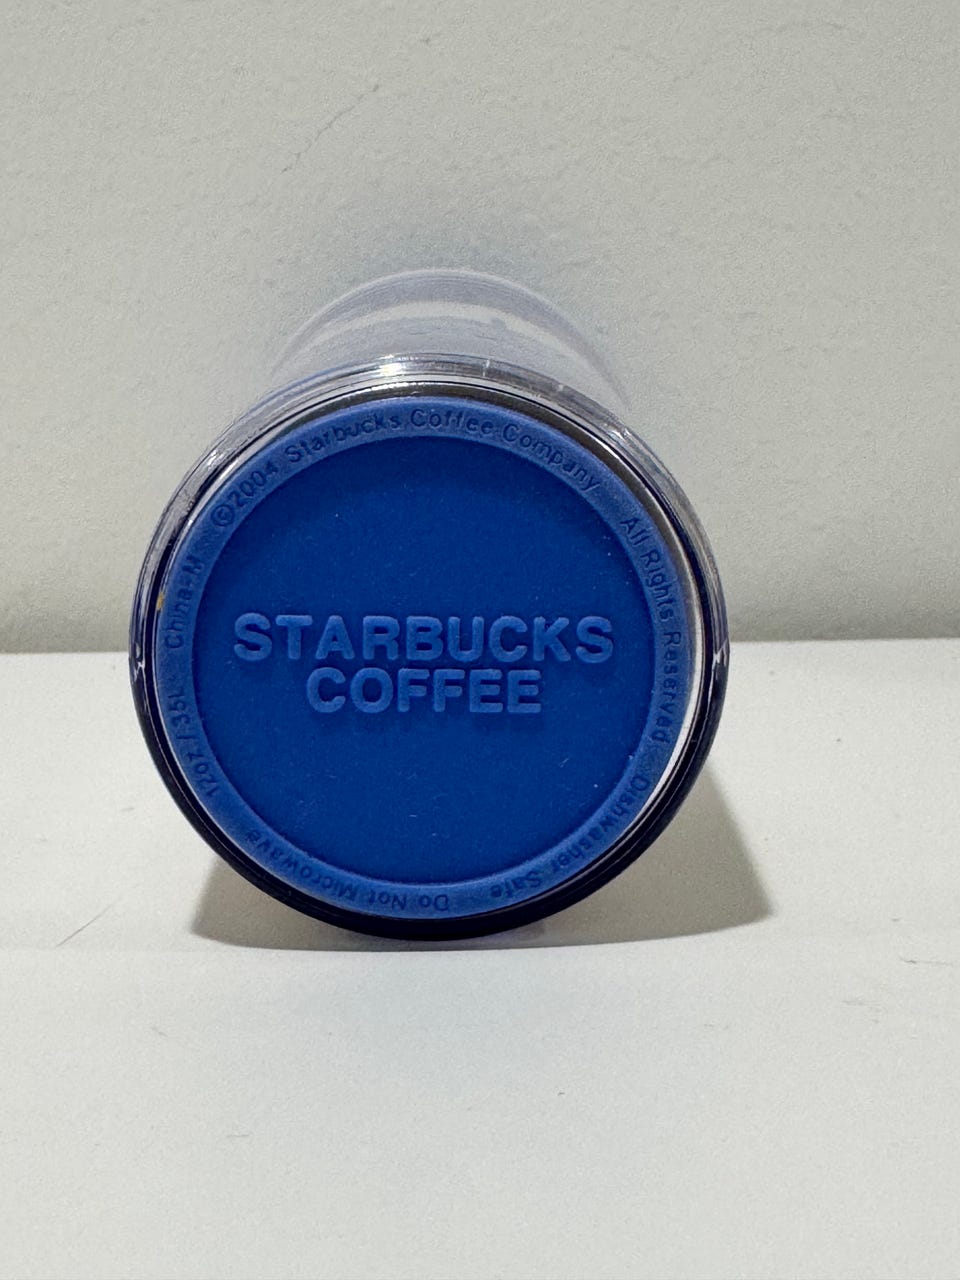 STARBUCKS
COFFEE
©2004 Starbucks Coffee Company All Rights Reserved Dishwasher Safe Do Not Microwave 12oz / .35L China-M